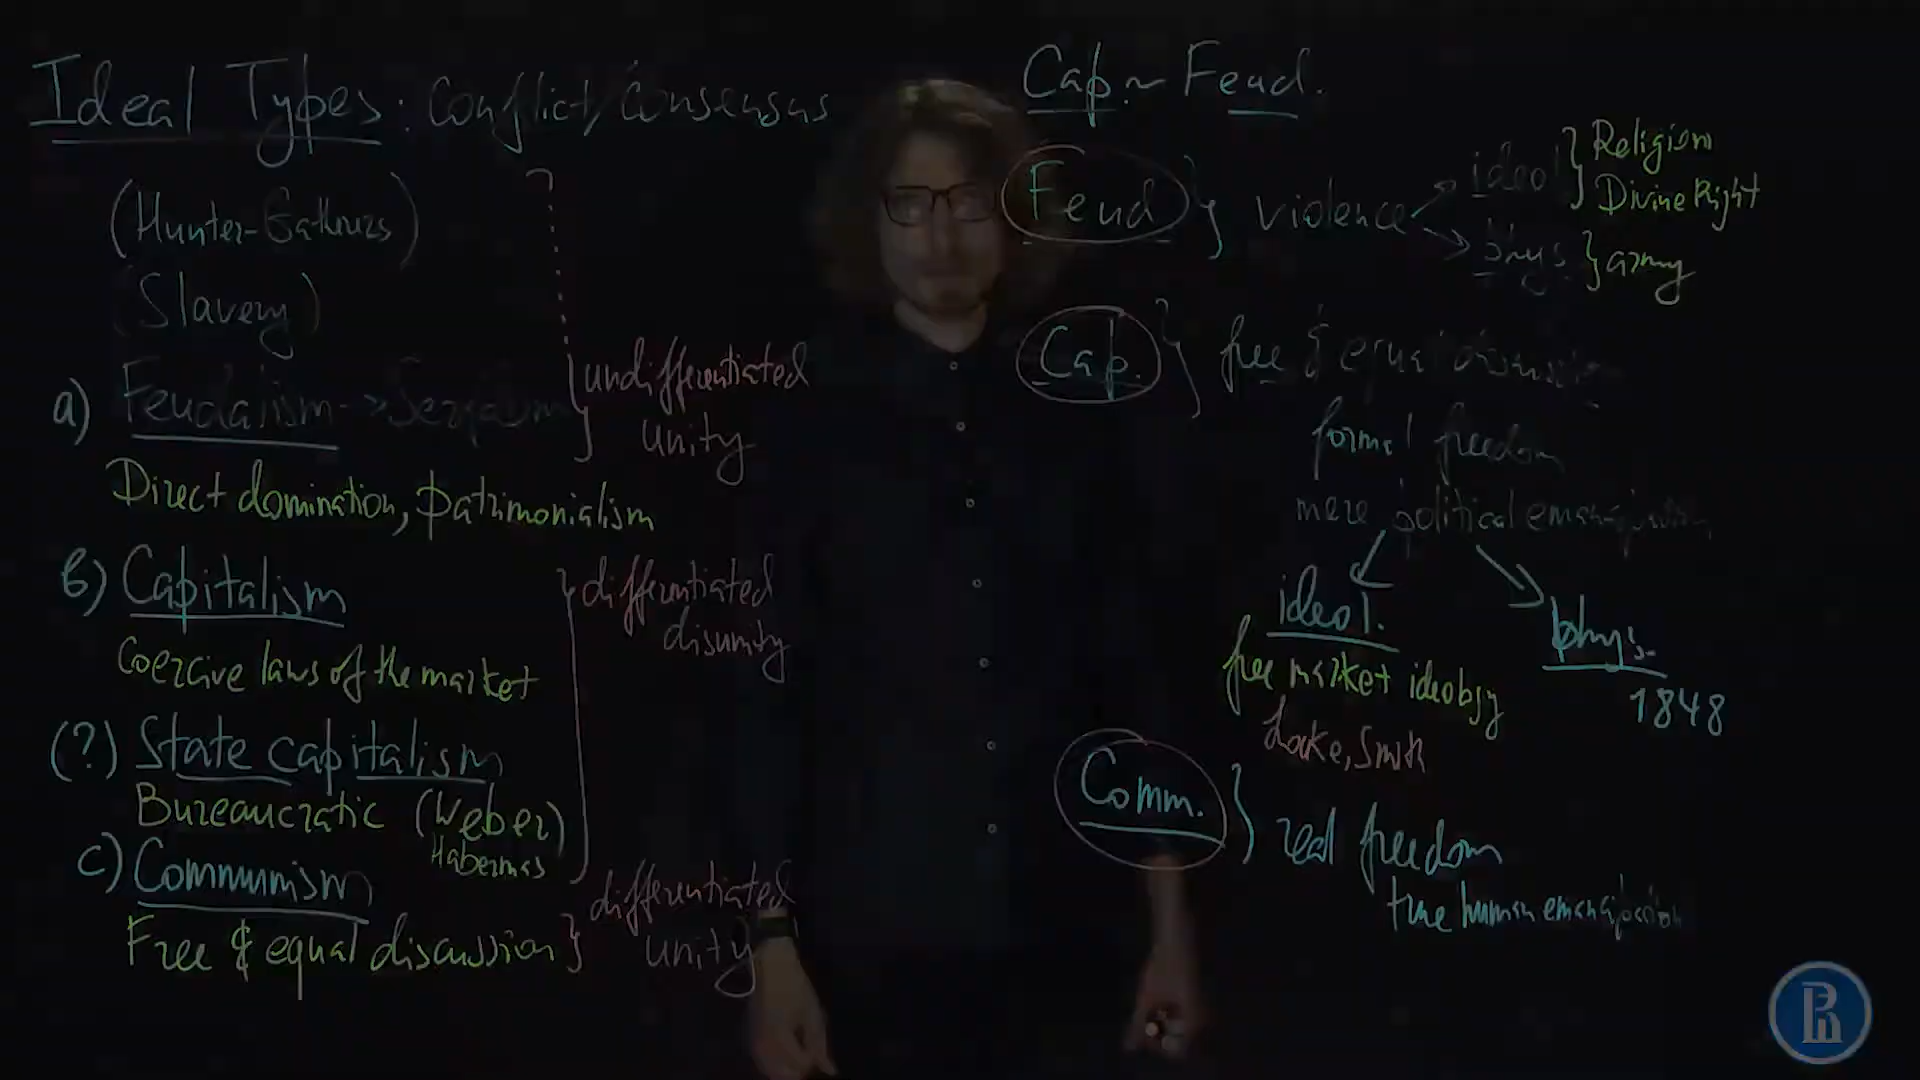 Ideal Types: Conflict/Consensus
(Hunter-Gatherers)
(Slavery)
a) Feudalism ->
undifferentiated
unity
Direct domination, patrimonialism
b) Capitalism
differentiated
disunity
Coercive laws of the market
(?) State capitalism
Bureaucratic (Weber)
Habermas
c) Communism
differentiated
unity
Free & equal discussion
Cap. ~ Feud.
Feud } violence
ideol } Religion
Divine Right
phys. } army
Cap. } free & equal
formal freedom
mere political emancipation
ideol.
free market ideology
Locke, Smith
phys.
1848
Comm. } real freedom
true human emancipation